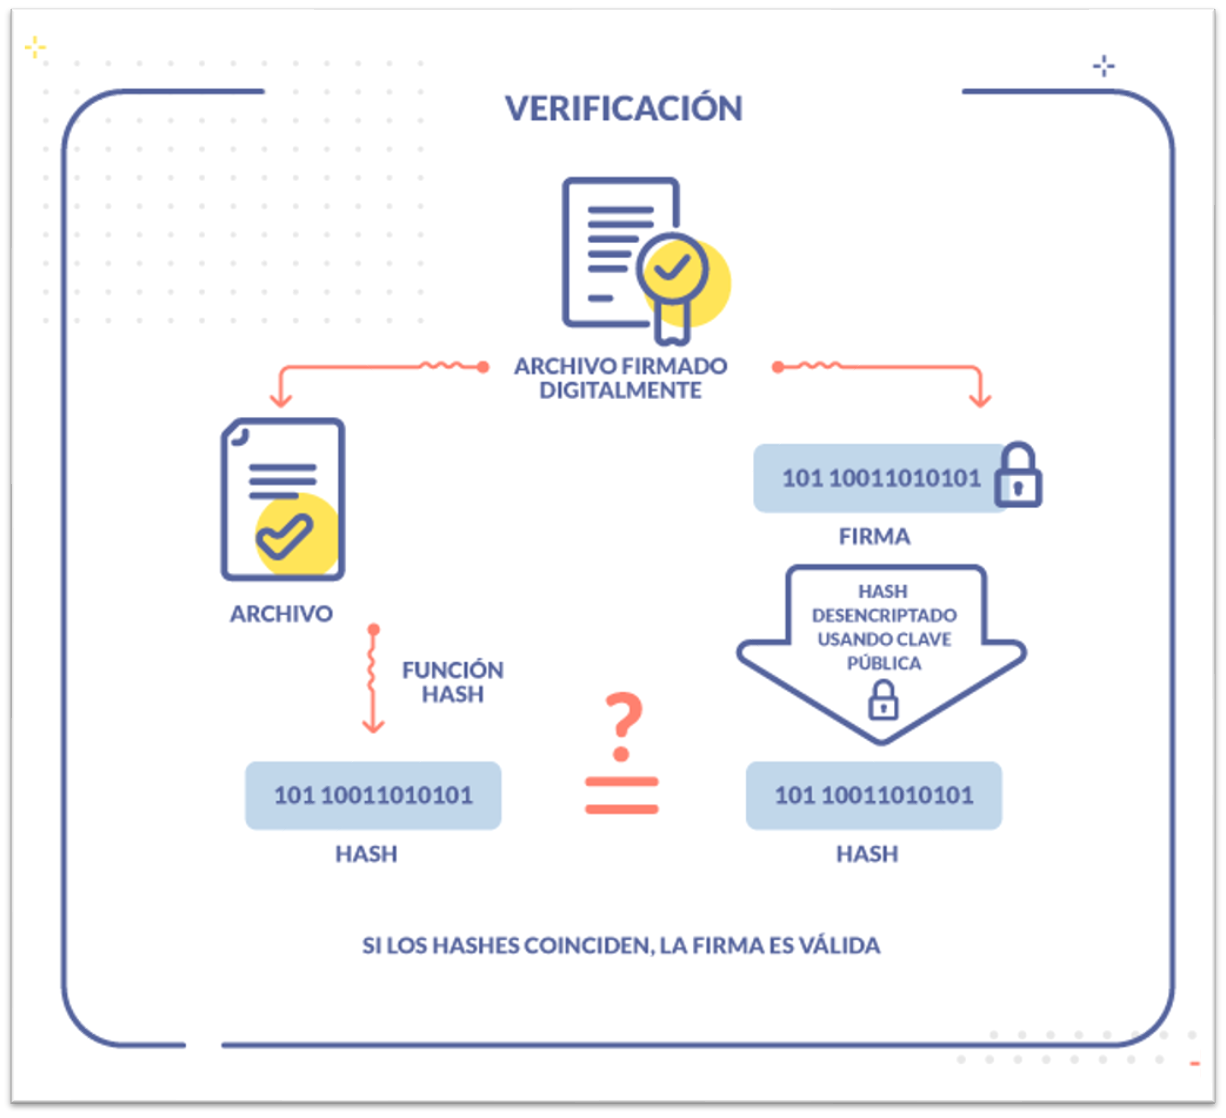 VERIFICACIÓN
ARCHIVO FIRMADO
DIGITALMENTE
101 10011010101
FIRMA
ARCHIVO
HASH
DESENCRIPTADO
USANDO CLAVE
PÚBLICA
FUNCIÓN
HASH
?
=
101 10011010101
HASH
101 10011010101
HASH
SI LOS HASHES COINCIDEN, LA FIRMA ES VÁLIDA